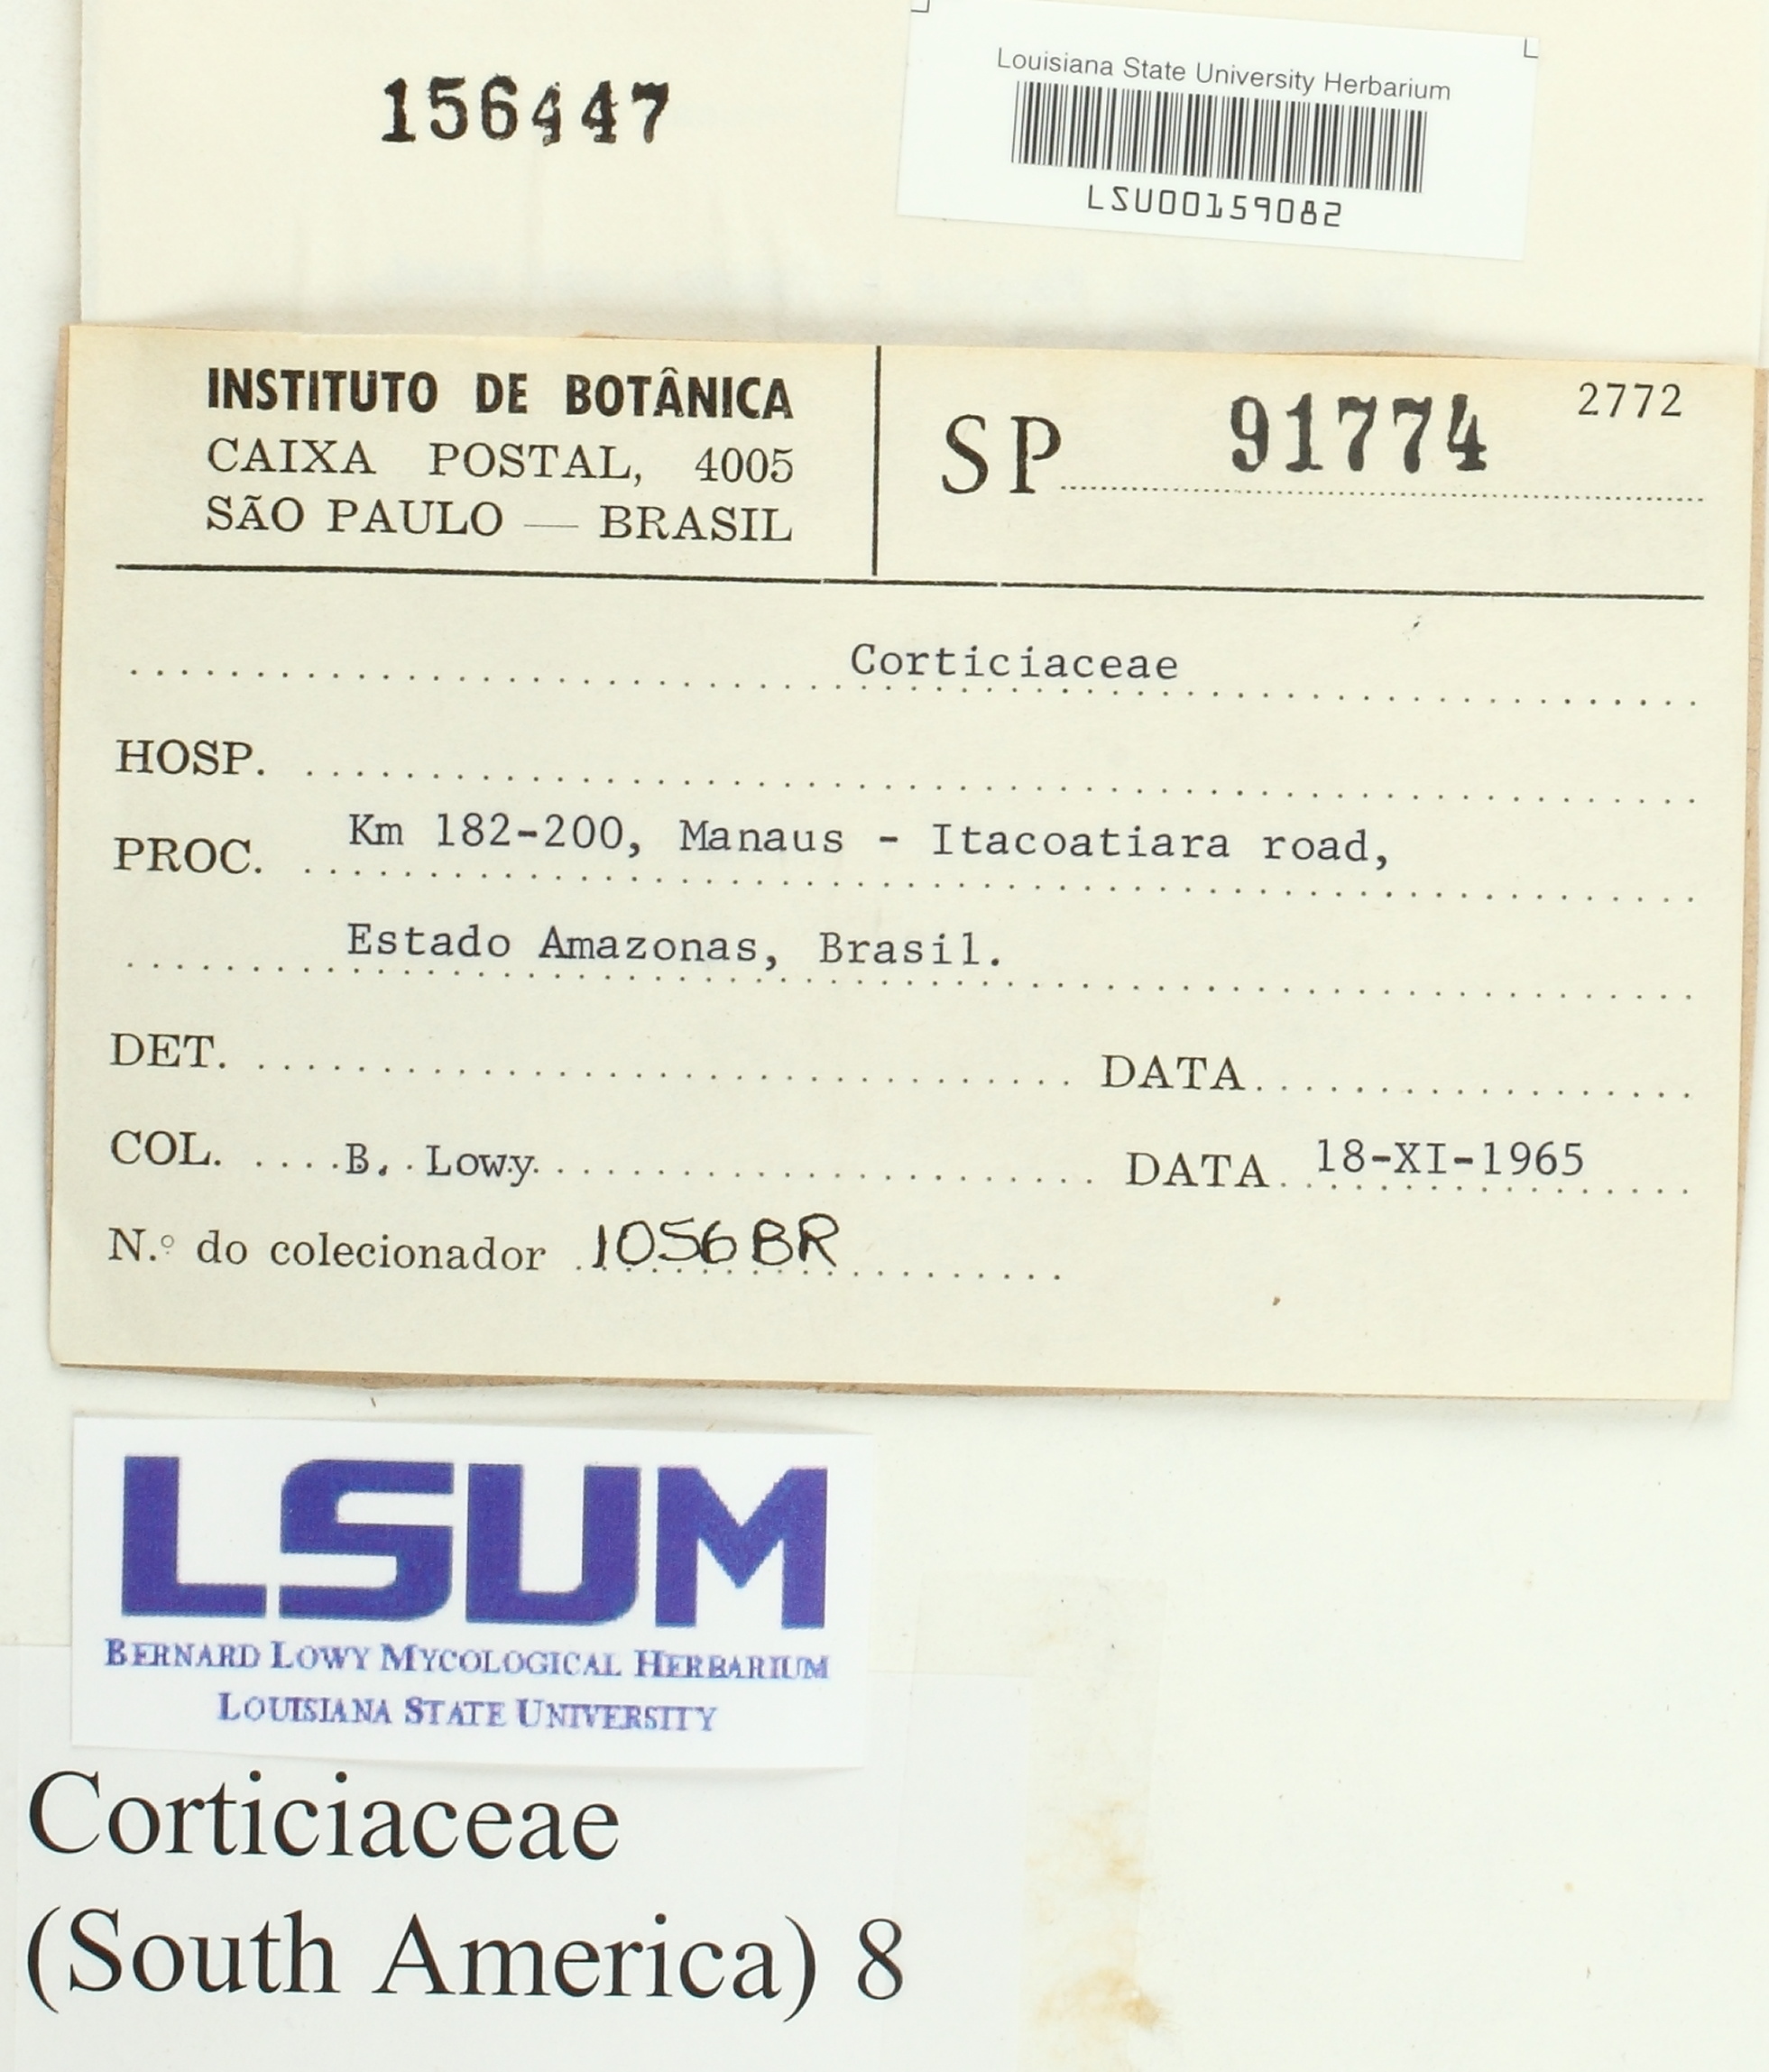 156447
Louisiana State University Herbarium
LSU00159082
INSTITUTO DE BOTÂNICA
CAIXA POSTAL, 4005
SÃO PAULO — BRASIL
SP 91774
2772
Corticiaceae
HOSP.
PROC. Km 182-200, Manaus - Itacoatiara road,
Estado Amazonas, Brasil.
DET. DATA
COL. B. Lowy DATA 18-XI-1965
N.º do colecionador 1056BR
LSUM
BERNARD LOWY MYCOLOGICAL HERBARIUM
LOUISIANA STATE UNIVERSITY
Corticiaceae
(South America) 8